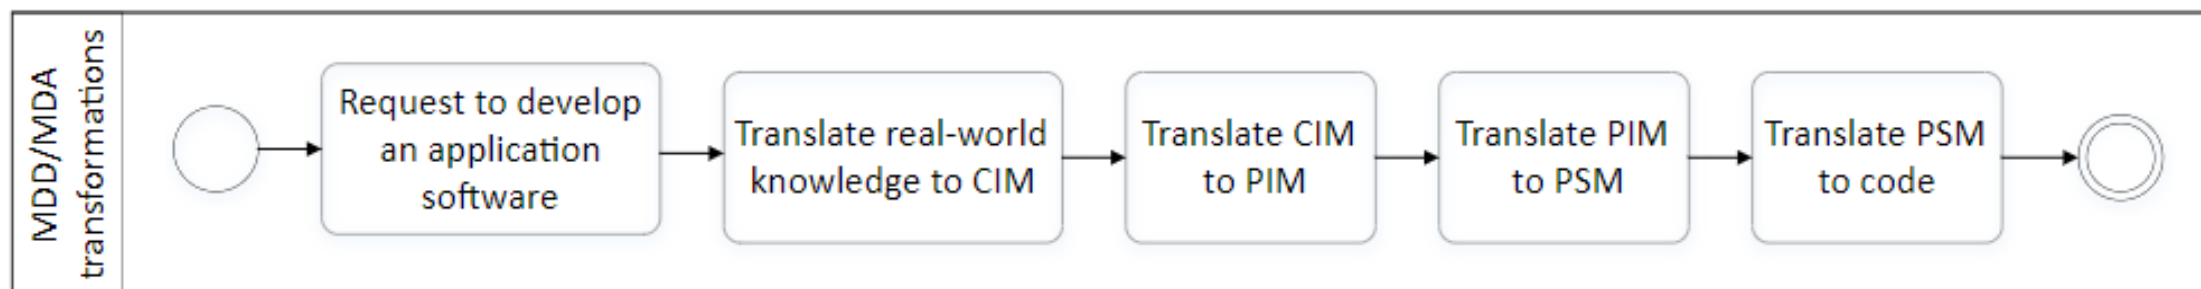 MDD/MDA
transformations
Request to develop
an application
software
Translate real-world
knowledge to CIM
Translate CIM
to PIM
Translate PIM
to PSM
Translate PSM
to code